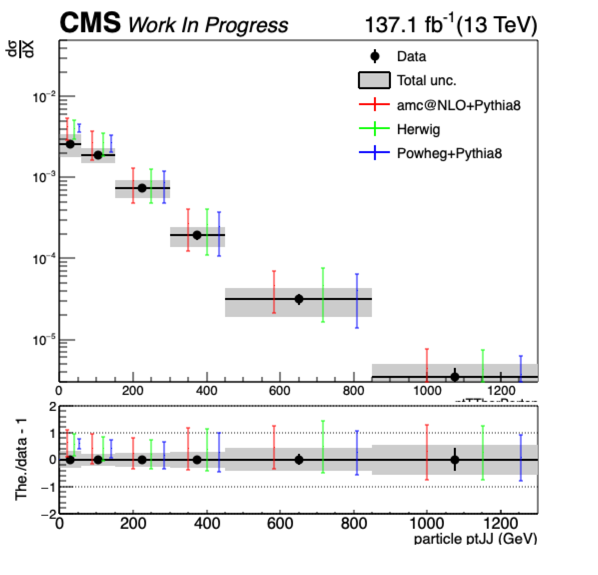 CMS Work In Progress 137.1 fb-1(13 TeV)
dσ
dX
Data
Total unc.
amc@NLO+Pythia8
Herwig
Powheg+Pythia8
10−2
10−3
10−4
10−5
0 200 400 600 800 1000 1200
The./data - 1
2
1
0
−1
−2
0 200 400 600 800 1000 1200
particle ptJJ (GeV)